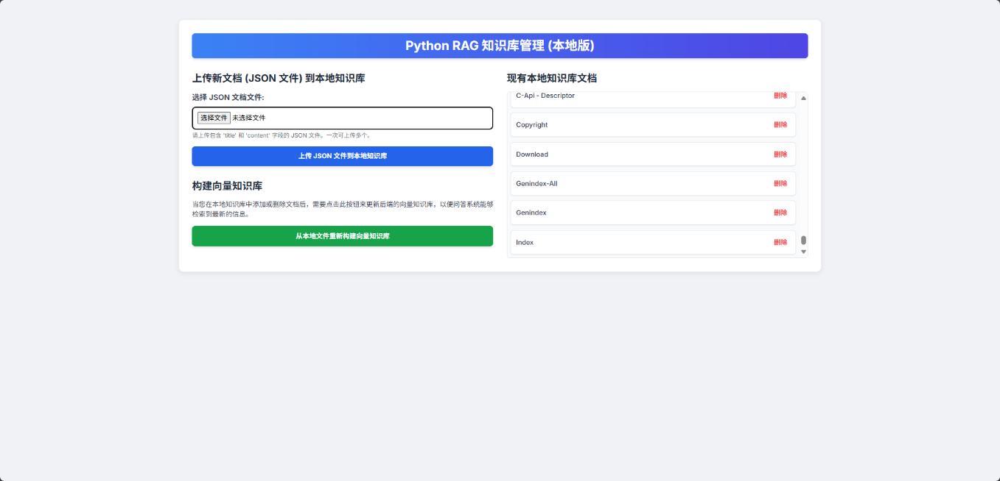 Python RAG 知识库管理 (本地版)
上传新文档 (JSON 文件) 到本地知识库
选择 JSON 文档文件:
选择文件 未选择文件
请上传包含 'title' 和 'content' 字段的 JSON 文件。一次可上传多个。
上传 JSON 文件到本地知识库
构建向量知识库
当您在本地知识库中添加或删除文档后，需要点击此按钮来更新后端的向量知识库，以便问答系统能够
检索到最新的信息。
从本地文件重新构建向量知识库
现有本地知识库文档
C-Api - Descriptor 删除
Copyright 删除
Download 删除
Genindex-All 删除
Genindex 删除
Index 删除